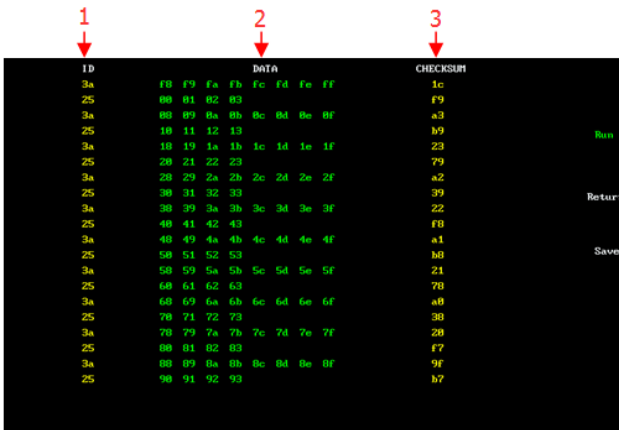 1 2 3
ID DATA CHECKSUM
3a f8 f9 fa fb fc fd fe ff 1c
25 00 01 02 03 f9
3a 08 09 0a 0b 0c 0d 0e 0f a3
25 10 11 12 13 b9
3a 18 19 1a 1b 1c 1d 1e 1f 23
25 20 21 22 23 79
3a 28 29 2a 2b 2c 2d 2e 2f a2
25 30 31 32 33 39
3a 38 39 3a 3b 3c 3d 3e 3f 22
25 40 41 42 43 f8
3a 48 49 4a 4b 4c 4d 4e 4f a1
25 50 51 52 53 b8
3a 58 59 5a 5b 5c 5d 5e 5f 21
25 60 61 62 63 78
3a 68 69 6a 6b 6c 6d 6e 6f a0
25 70 71 72 73 38
3a 78 79 7a 7b 7c 7d 7e 7f 20
25 80 81 82 83 f7
3a 88 89 8a 8b 8c 8d 8e 8f 9f
25 90 91 92 93 b7
Run
Retur
Save